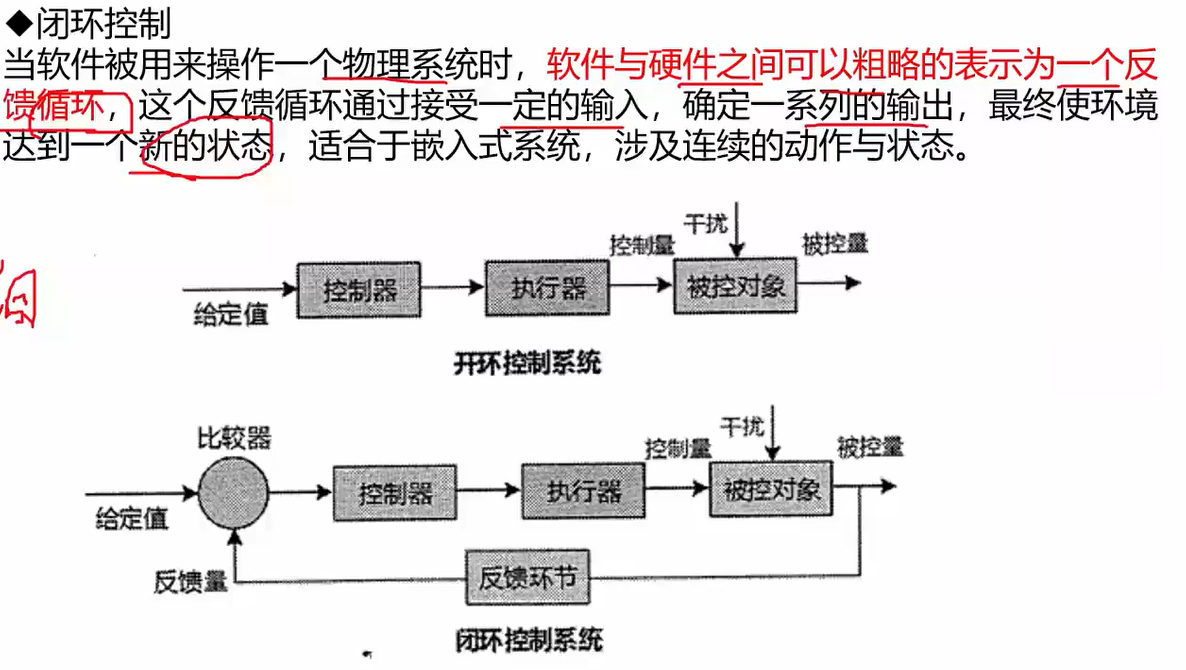 ◆闭环控制
当软件被用来操作一个物理系统时，软件与硬件之间可以粗略的表示为一个反
馈循环，这个反馈循环通过接受一定的输入，确定一系列的输出，最终使环境
达到一个新的状态，适合于嵌入式系统，涉及连续的动作与状态。
干扰
控制量
被控量
控制器
执行器
被控对象
给定值
开环控制系统
比较器
干扰
控制量
被控量
控制器
执行器
被控对象
给定值
反馈量
反馈环节
闭环控制系统